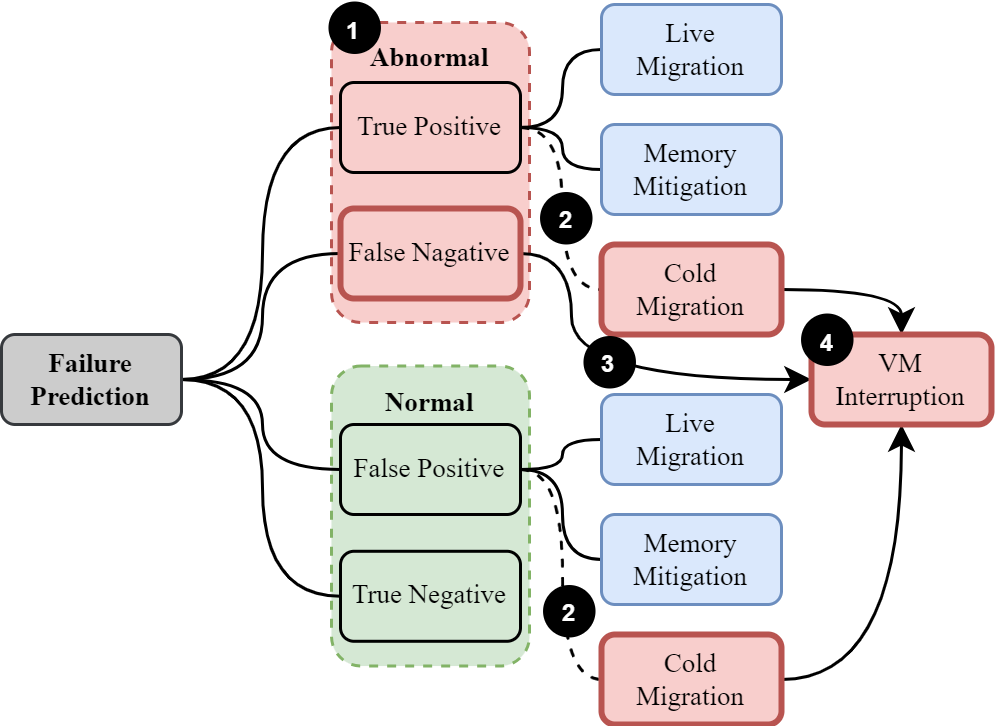 Failure
Prediction
1
Abnormal
True Positive
False Nagative
Live
Migration
Memory
Mitigation
2
Cold
Migration
3
4
VM
Interruption
Normal
False Positive
True Negative
Live
Migration
Memory
Mitigation
2
Cold
Migration